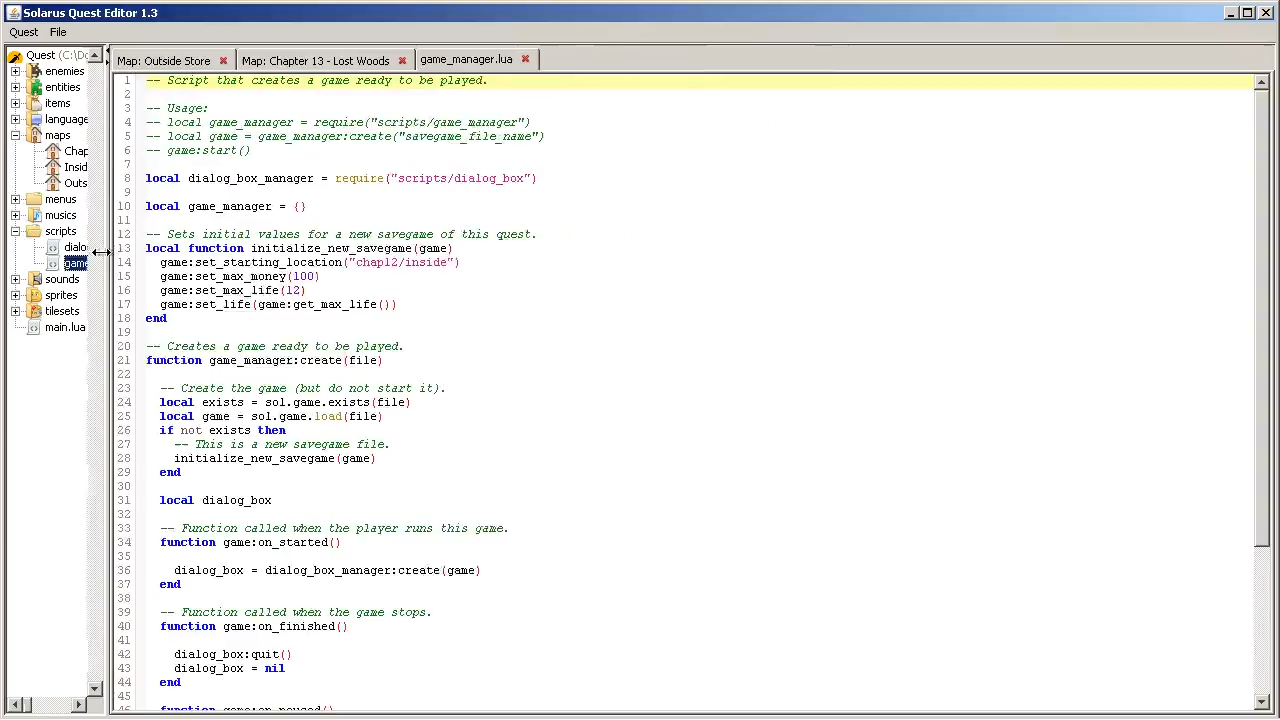 Solarus Quest Editor 1.3
Quest File
Quest (C:\Do
enemies
entities
items
language
maps
Chap
Insid
Outs
menus
musics
scripts
dialo
game
sounds
sprites
tilesets
main.lua
Map: Outside Store Map: Chapter 13 - Lost Woods game_manager.lua
1 -- Script that creates a game ready to be played.
2
3 -- Usage:
4 -- local game_manager = require("scripts/game_manager")
5 -- local game = game_manager:create("savegame_file_name")
6 -- game:start()
7
8 local dialog_box_manager = require("scripts/dialog_box")
9
10 local game_manager = {}
11
12 -- Sets initial values for a new savegame of this quest.
13 local function initialize_new_savegame(game)
14 game:set_starting_location("chap12/inside")
15 game:set_max_money(100)
16 game:set_max_life(12)
17 game:set_life(game:get_max_life())
18 end
19
20 -- Creates a game ready to be played.
21 function game_manager:create(file)
22
23 -- Create the game (but do not start it).
24 local exists = sol.game.exists(file)
25 local game = sol.game.load(file)
26 if not exists then
27 -- This is a new savegame file.
28 initialize_new_savegame(game)
29 end
30
31 local dialog_box
32
33 -- Function called when the player runs this game.
34 function game:on_started()
35
36 dialog_box = dialog_box_manager:create(game)
37 end
38
39 -- Function called when the game stops.
40 function game:on_finished()
41
42 dialog_box:quit()
43 dialog_box = nil
44 end
45
46 function game:on_paused()